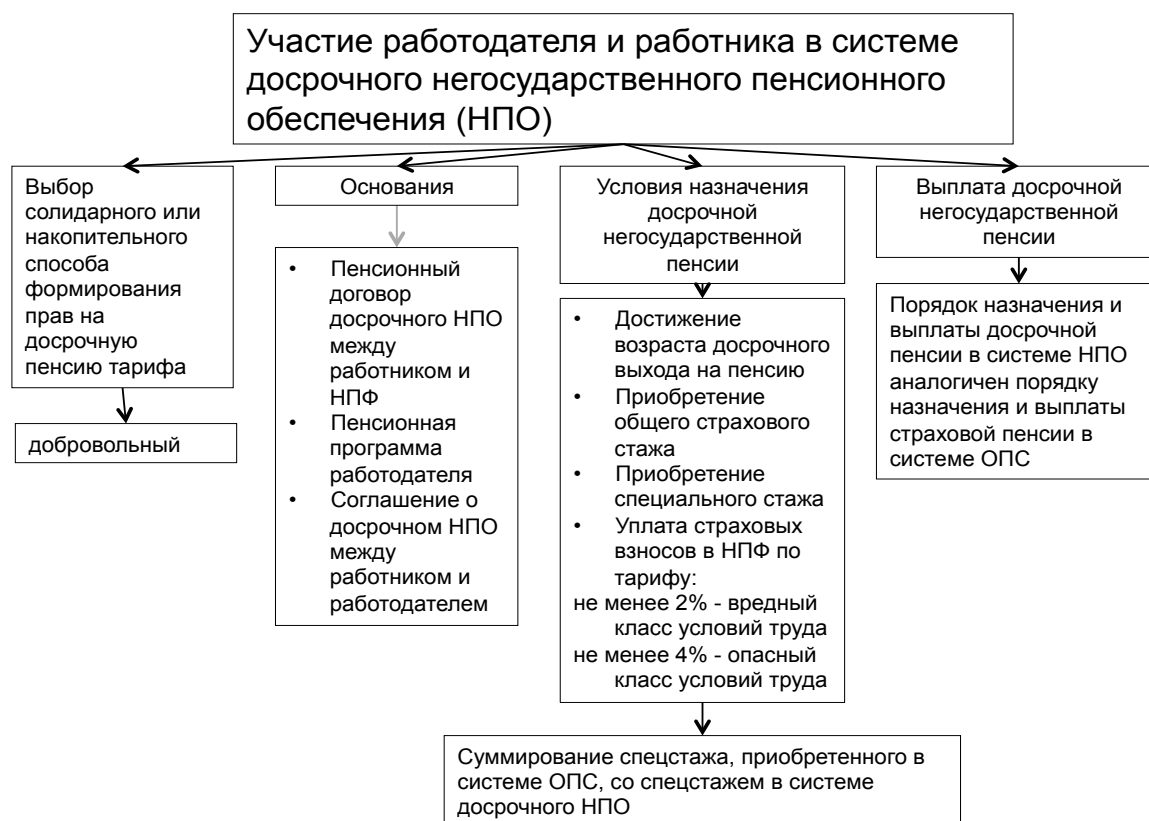 Участие работодателя и работника в системе
досрочного негосударственного пенсионного
обеспечения (НПО)
Выбор
солидарного или
накопительного
способа
формирования
прав на
досрочную
пенсию тарифа
добровольный
Основания
• Пенсионный
договор
досрочного НПО
между
работником и
НПФ
• Пенсионная
программа
работодателя
• Соглашение о
досрочном НПО
между
работником и
работодателем
Условия назначения
досрочной
негосударственной
пенсии
• Достижение
возраста досрочного
выхода на пенсию
• Приобретение
общего страхового
стажа
• Приобретение
специального стажа
• Уплата страховых
взносов в НПФ по
тарифу:
не менее 2% - вредный
класс условий труда
не менее 4% - опасный
класс условий труда
Суммирование спецстажа, приобретенного в
системе ОПС, со спецстажем в системе
досрочного НПО
Выплата досрочной
негосударственной
пенсии
Порядок назначения и
выплаты досрочной
пенсии в системе НПО
аналогичен порядку
назначения и выплаты
страховой пенсии в
системе ОПС